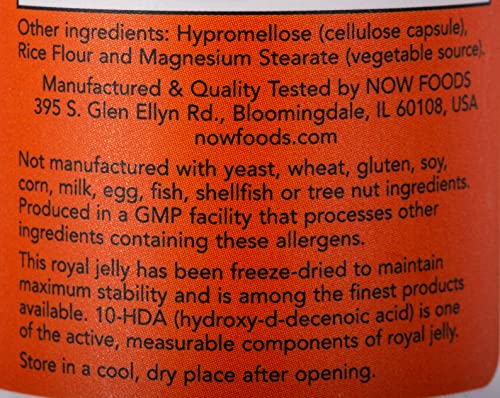 Other ingredients: Hypromellose (cellulose capsule),
Rice Flour and Magnesium Stearate (vegetable source).
Manufactured & Quality Tested by NOW FOODS
395 S. Glen Ellyn Rd., Bloomingdale, IL 60108, USA
nowfoods.com
Not manufactured with yeast, wheat, gluten, soy,
corn, milk, egg, fish, shellfish or tree nut ingredients.
Produced in a GMP facility that processes other
ingredients containing these allergens.
This royal jelly has been freeze-dried to maintain
maximum stability and is among the finest products
available. 10-HDA (hydroxy-d-decenoic acid) is one
of the active, measurable components of royal jelly.
Store in a cool, dry place after opening.